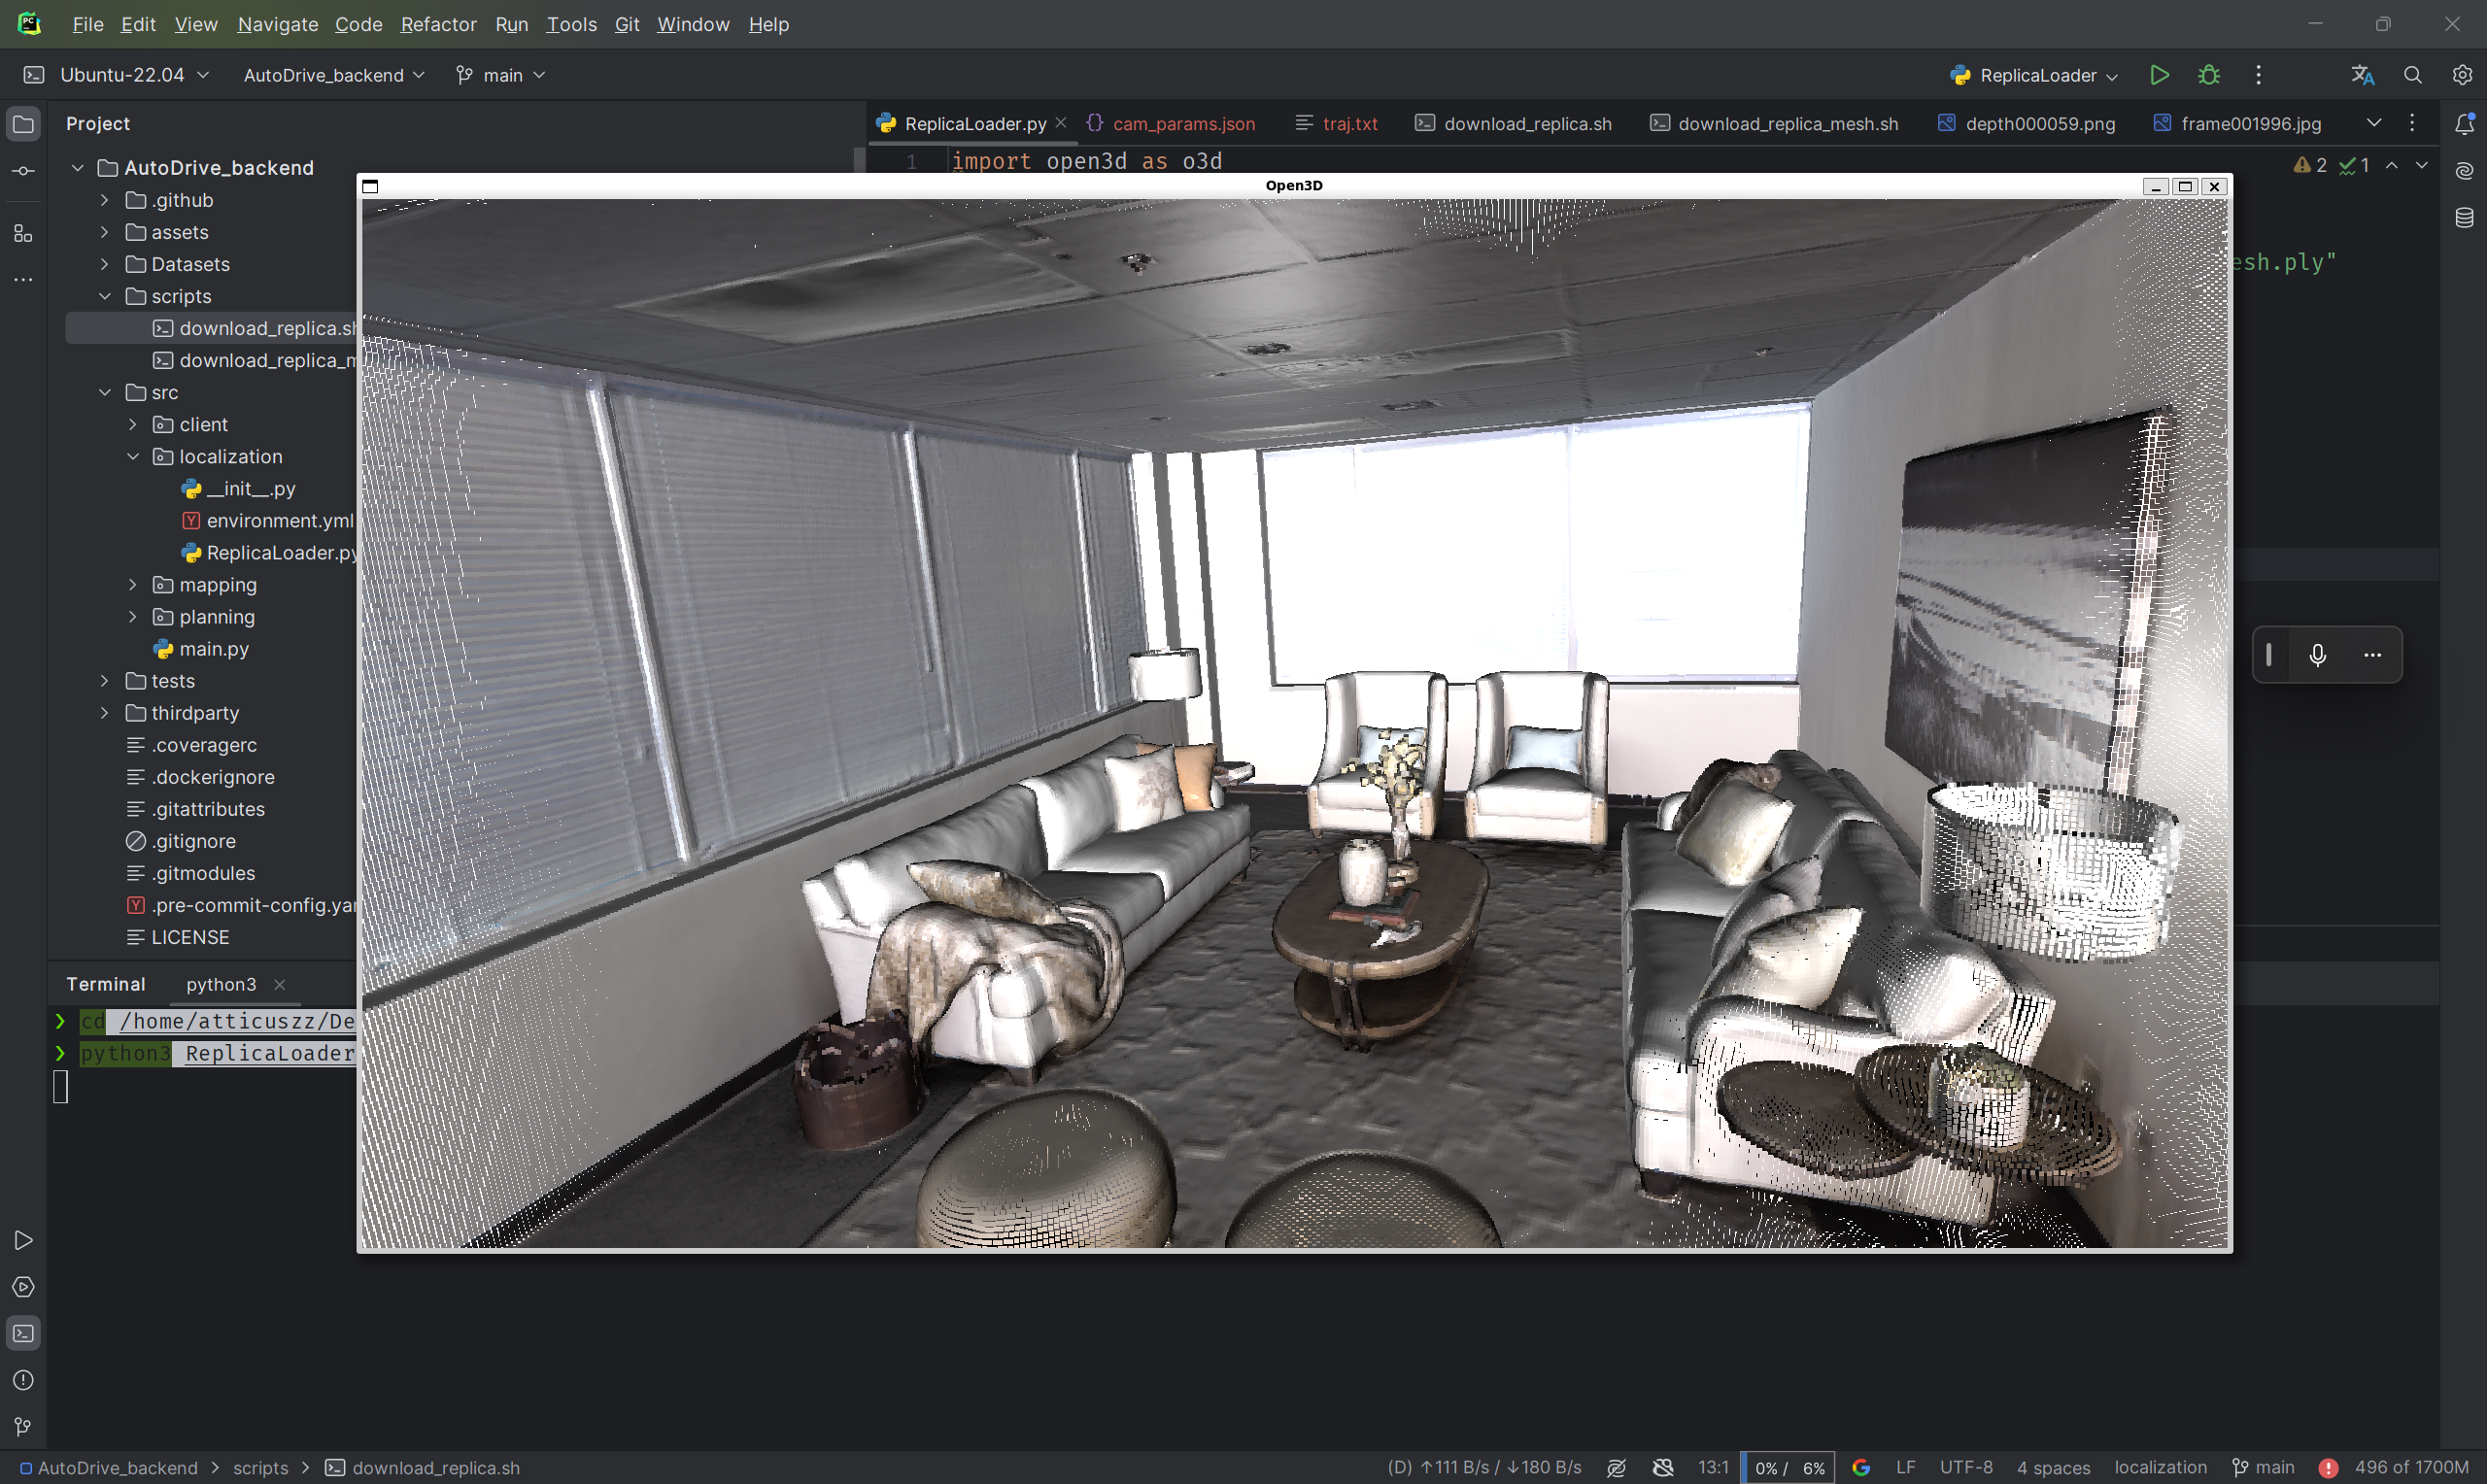 File Edit View Navigate Code Refactor Run Tools Git Window Help
Ubuntu-22.04 AutoDrive_backend main ReplicaLoader
Project
ReplicaLoader.py cam_params.json traj.txt download_replica.sh download_replica_mesh.sh depth000059.png frame001996.jpg
1 import open3d as o3d
2 1
esh.ply"
AutoDrive_backend
.github
assets
Datasets
scripts
download_replica.sh
download_replica_m
src
client
localization
__init__.py
environment.yml
ReplicaLoader.py
mapping
planning
main.py
tests
thirdparty
.coveragerc
.dockerignore
.gitattributes
.gitignore
.gitmodules
.pre-commit-config.yam
LICENSE
Open3D
Terminal python3
❯ cd /home/atticuszz/De
❯ python3 ReplicaLoader
AutoDrive_backend > scripts > download_replica.sh
(D) ↑111 B/s / ↓180 B/s 13:1 0% / 6% LF UTF-8 4 spaces localization main 496 of 1700M